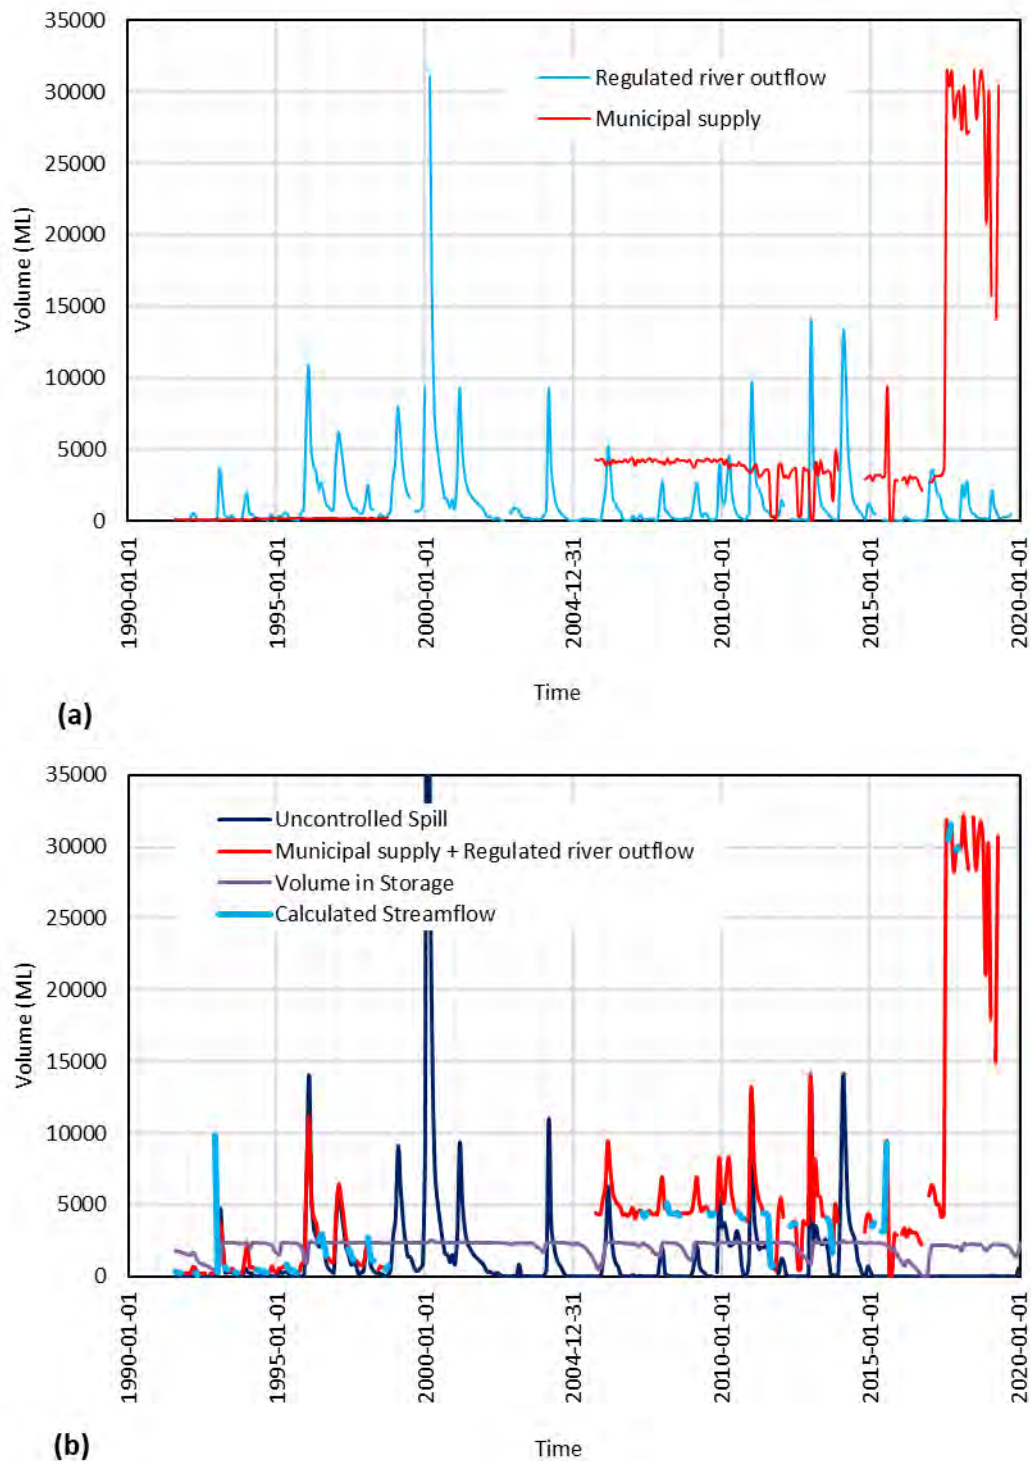 35000
30000
25000
20000
15000
10000
5000
0
Volume (ML)
Regulated river outflow
Municipal supply
1990-01-01
1995-01-01
2000-01-01
2004-12-31
2010-01-01
2015-01-01
2020-01-01
Time
(a)
35000
30000
25000
20000
15000
10000
5000
0
Volume (ML)
Uncontrolled Spill
Municipal supply + Regulated river outflow
Volume in Storage
Calculated Streamflow
1990-01-01
1995-01-01
2000-01-01
2004-12-31
2010-01-01
2015-01-01
2020-01-01
Time
(b)